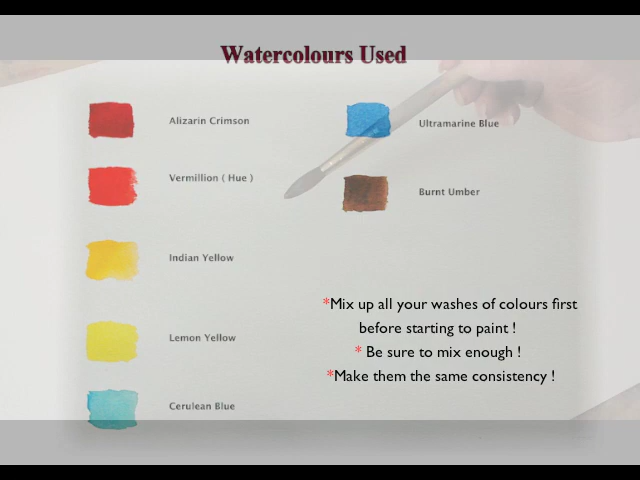 Watercolours Used
Alizarin Crimson
Vermillion ( Hue )
Indian Yellow
Lemon Yellow
Cerulean Blue
Ultramarine Blue
Burnt Umber
*Mix up all your washes of colours first
before starting to paint !
* Be sure to mix enough !
*Make them the same consistency !